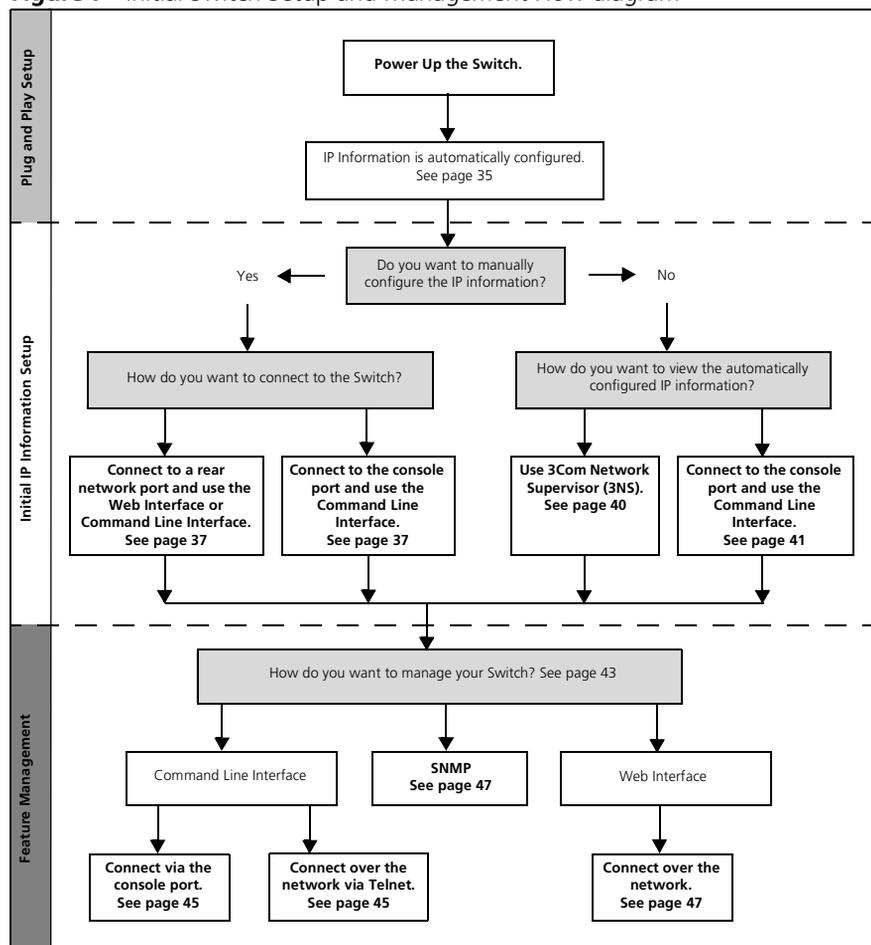 Initial Switch Setup and Management Flow diagram
Plug and Play Setup
Power Up the Switch.
IP Information is automatically configured.
See page 35
Initial IP Information Setup
Do you want to manually
configure the IP information?
Yes
No
How do you want to connect to the Switch?
How do you want to view the automatically
configured IP information?
Connect to a rear
network port and use the
Web Interface or
Command Line Interface.
See page 37
Connect to the console
port and use the
Command Line
Interface.
See page 37
Use 3Com Network
Supervisor (3NS).
See page 40
Connect to the console
port and use the
Command Line
Interface.
See page 41
Feature Management
How do you want to manage your Switch? See page 43
Command Line Interface
SNMP
See page 47
Web Interface
Connect via the
console port.
See page 45
Connect over the
network via Telnet.
See page 45
Connect over the
network.
See page 47